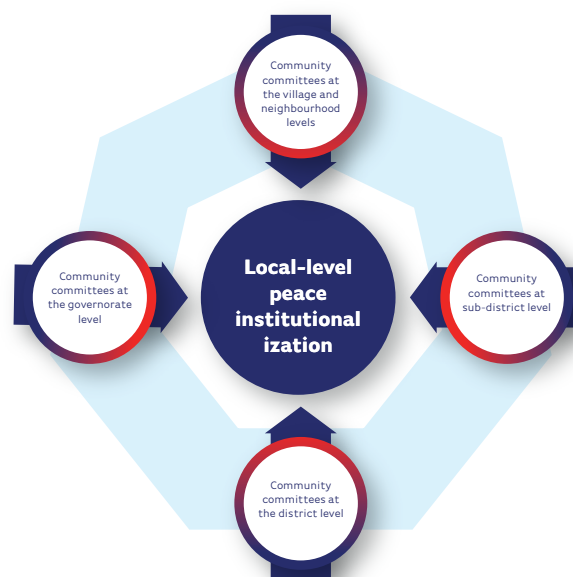 Community
committees at
the village and
neighbourhood
levels
Community
committees at
the governorate
level
Local-level
peace
institutional
ization
Community
committees at
sub-district level
Community
committees at
the district level